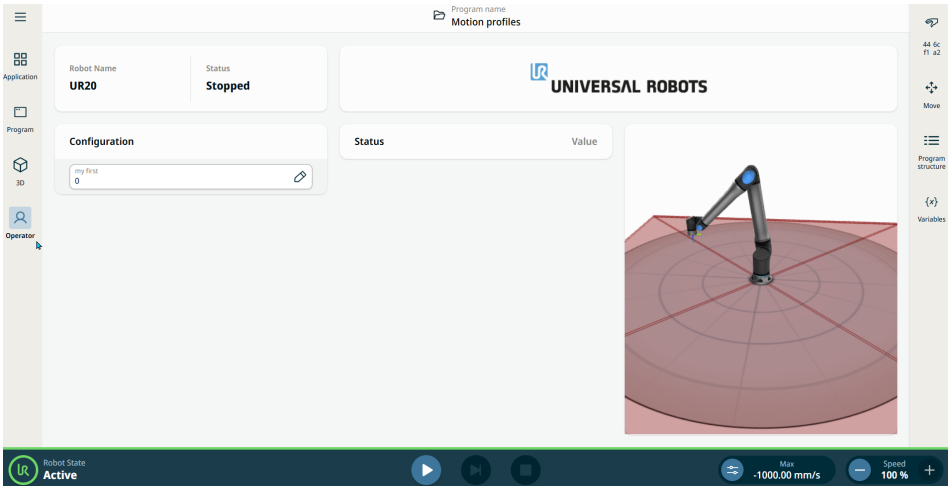 Program name
Motion profiles
Application
Program
3D
Operator
Robot Name
UR20
Status
Stopped
UR
UNIVERSAL ROBOTS
Configuration
my first
0
Status
Value
44 6c
f1 a2
Move
Program
structure
{x}
Variables
UR
Robot State
Active
Max
-1000.00 mm/s
Speed
100 %